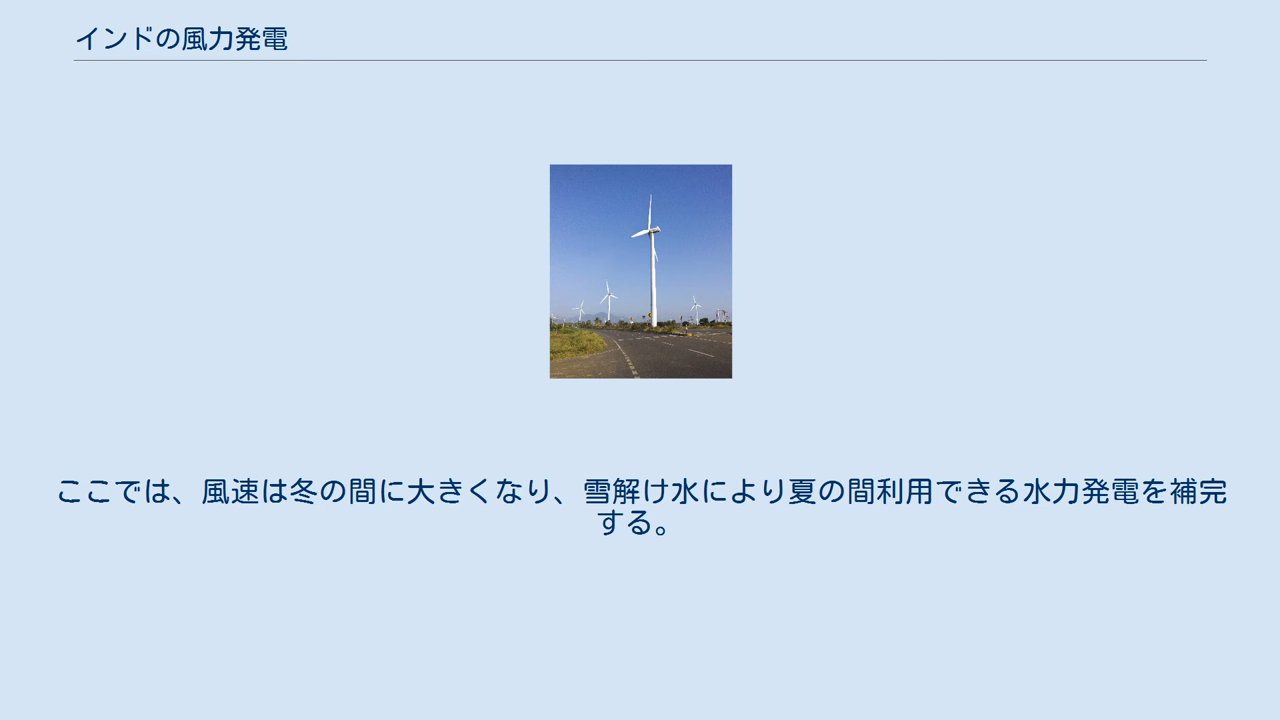 インドの風力発電
ここでは、風速は冬の間に大きくなり、雪解け水により夏の間利用できる水力発電を補完
する。